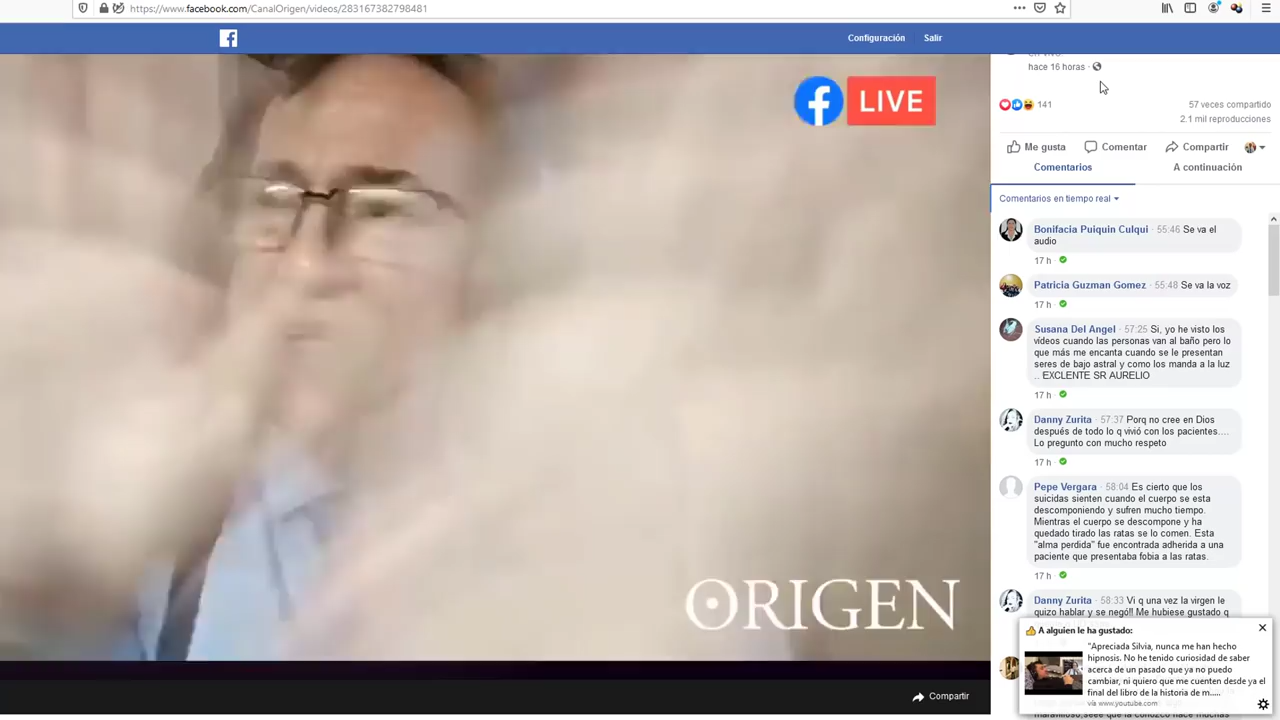 https://www.facebook.com/CanalOrigen/videos/283167382798481
Configuración
Salir
LIVE
ORIGEN
Compartir
hace 16 horas
141
57 veces compartido
2.1 mil reproducciones
Me gusta
Comentar
Compartir
Comentarios
A continuación
Comentarios en tiempo real
Bonifacia Puiquin Culqui · 55:46 Se va el
audio
17 h
Patricia Guzman Gomez · 55:48 Se va la voz
17 h
Susana Del Angel · 57:25 Si, yo he visto los
vídeos cuando las personas van al baño pero lo
que más me encanta cuando se le presentan
seres de bajo astral y como los manda a la luz
.. EXCLENTE SR AURELIO
17 h
Danny Zurita · 57:37 Porq no cree en Dios
después de todo lo q vivió con los pacientes....
Lo pregunto con mucho respeto
17 h
Pepe Vergara · 58:04 Es cierto que los
suicidas sienten cuando el cuerpo se esta
descomponiendo y sufren mucho tiempo.
Mientras el cuerpo se descompone y ha
quedado tirado las ratas se lo comen. Esta
"alma perdida" fue encontrada adherida a una
paciente que presentaba fobia a las ratas.
17 h
Danny Zurita · 58:33 Vi q una vez la virgen le
quizo hablar y se negó!! Me hubiese gustado q
A alguien le ha gustado:
"Apreciada Silvia, nunca me han hecho
hipnosis. No he tenido curiosidad de saber
acerca de un pasado que ya no puedo
cambiar, ni quiero que me cuenten desde ya el
final del libro de la historia de m.....
vía www.youtube.com